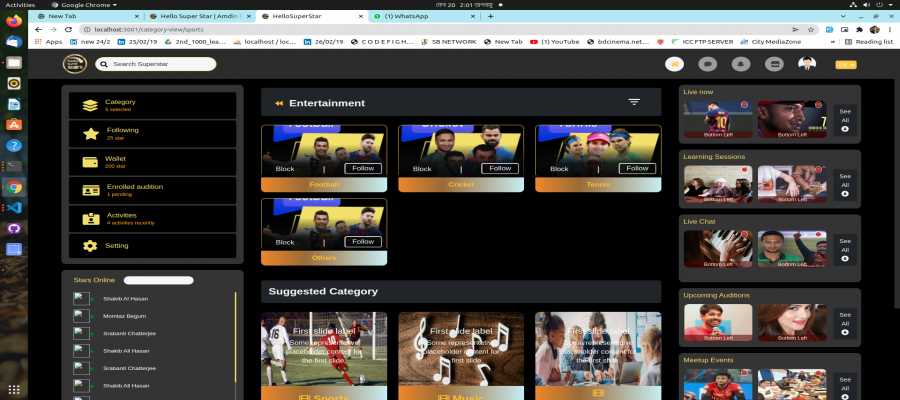 Activities
Google Chrome
2:01
New Tab
Hello Super Star | Amdin
HelloSuperStar
(1) WhatsApp
localhost:3001/category-view/sports
Apps
new 24/2
25/02/19
2nd_1000_lea...
localhost / loc...
26/02/19
C O D E F I G H...
SB NETWORK
New Tab
(1) YouTube
bdcinema.net...
ICC FTP SERVER
City MediaZone
»
Reading list
Search Superstar
Category
5 selected
Following
25 star
Wallet
200 star
Enrolled audition
1 pending
Activities
4 activities recently
Setting
Stars Online
Shakib Al Hasan
Momtaz Begum
Srabanti Chatterjee
Shakib All Hasan
Srabanti Chatterjee
Shakib All Hasan
Srabanti Chatterjee
Entertainment
Block | Follow
Football
Cricket
Block | Follow
Cricket
Tennis
Block | Follow
Tennis
Block | Follow
Others
Suggested Category
First slide label
Some representative
placeholder content for
the first slide.
Sports
First slide label
Some representative
placeholder content for
the first slide.
Music
First slide label
Some representative
placeholder content for
the first slide.
Live now
Bottom Left
Bottom Left
See
All
Learning Sessions
Bottom Left
Bottom Left
See
All
Live Chat
Bottom Left
Bottom Left
See
All
Upcoming Auditions
Bottom Left
Bottom Left
See
All
Meetup Events
See
All